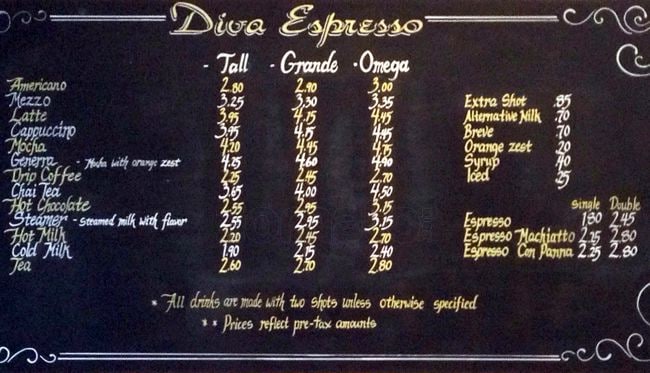 Diva Espresso
- Tall - Grande - Omega
Americano 2.80 2.90 3.00
Mezzo 3.25 3.30 3.35
Latte 3.95 4.15 4.45
Cappuccino 3.95 4.15 4.45
Mocha 4.20 4.45 4.75
Generra - Mocha with orange zest 4.25 4.60 4.90
Drip Coffee 2.25 2.45 2.70
Chai Tea 3.65 4.00 4.50
Hot Chocolate 2.55 2.95 3.15
Steamer - steamed milk with flavor 2.55 2.95 3.15
Hot Milk 2.20 2.45 2.70
Cold Milk 1.90 2.15 2.40
Tea 2.60 2.70 2.80
Extra Shot .85
Alternative Milk .70
Breve .70
Orange zest .20
Syrup .40
Iced .25
Single Double
Espresso 1.80 2.45
Espresso Machiatto 2.25 2.80
Espresso Con Panna 2.25 2.80
* All drinks are made with two shots unless otherwise specified
* * Prices reflect pre-tax amounts